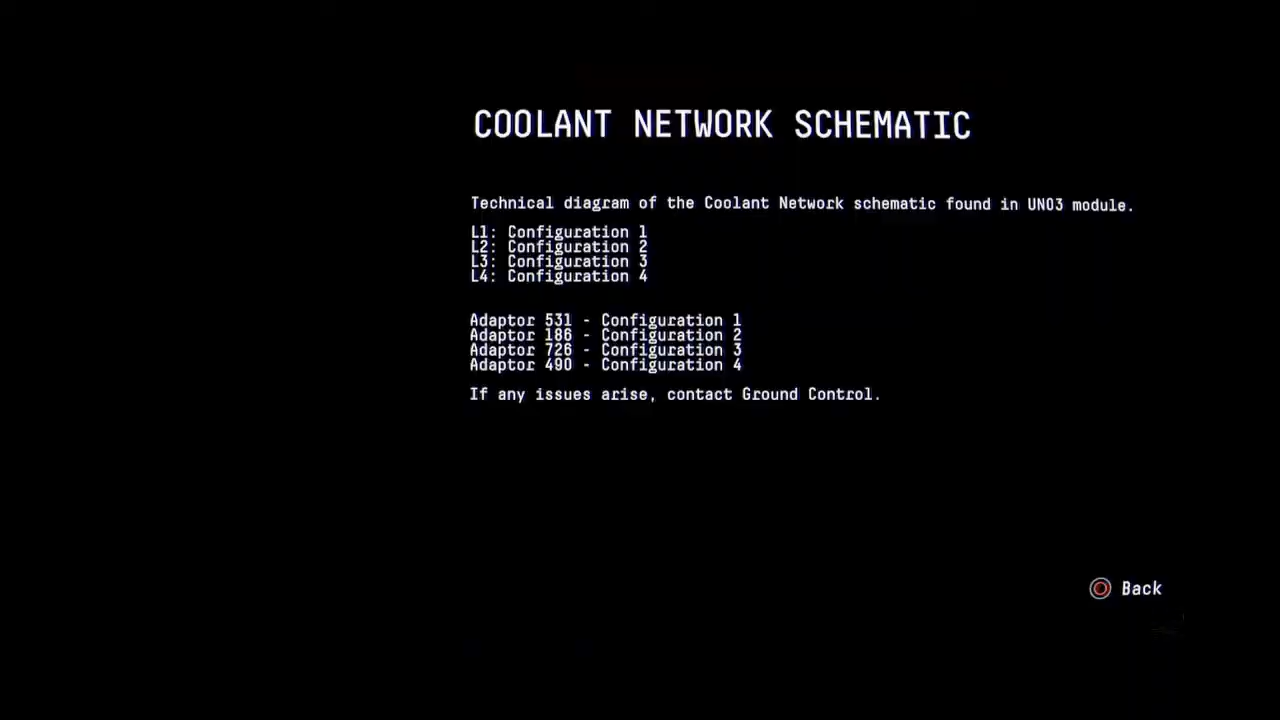 COOLANT NETWORK SCHEMATIC
Technical diagram of the Coolant Network schematic found in UNO3 module.
L1: Configuration 1
L2: Configuration 2
L3: Configuration 3
L4: Configuration 4
Adaptor 531 - Configuration 1
Adaptor 186 - Configuration 2
Adaptor 726 - Configuration 3
Adaptor 490 - Configuration 4
If any issues arise, contact Ground Control.
Back